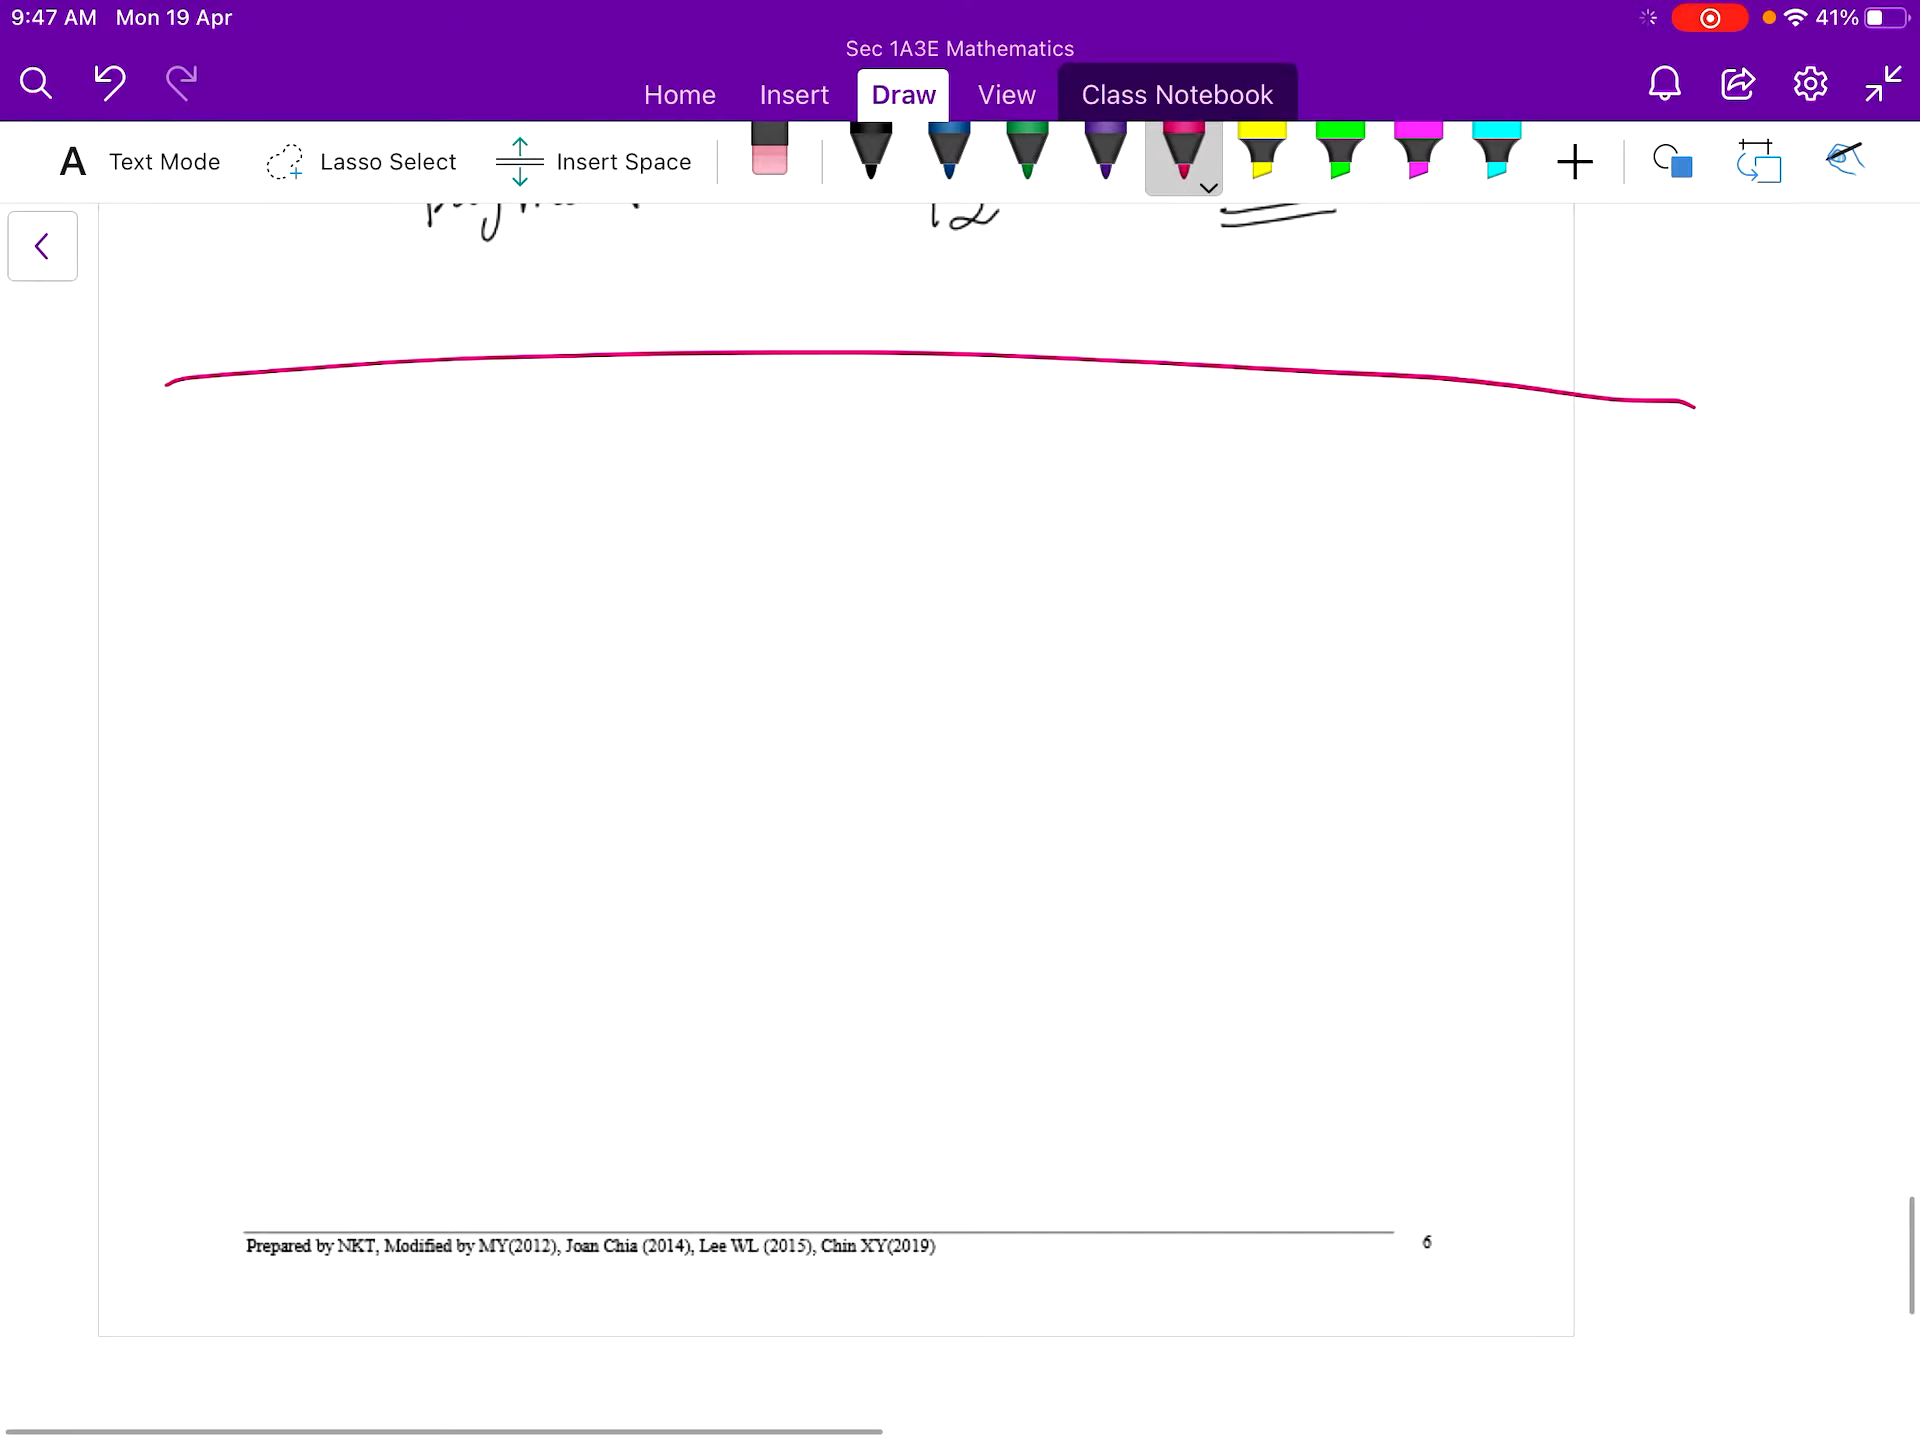 9:47 AM Mon 19 Apr 41%
Sec 1A3E Mathematics
Home Insert Draw View Class Notebook
A Text Mode Lasso Select Insert Space
12
Prepared by NKT, Modified by MY(2012), Joan Chia (2014), Lee WL (2015), Chin XY(2019) 6